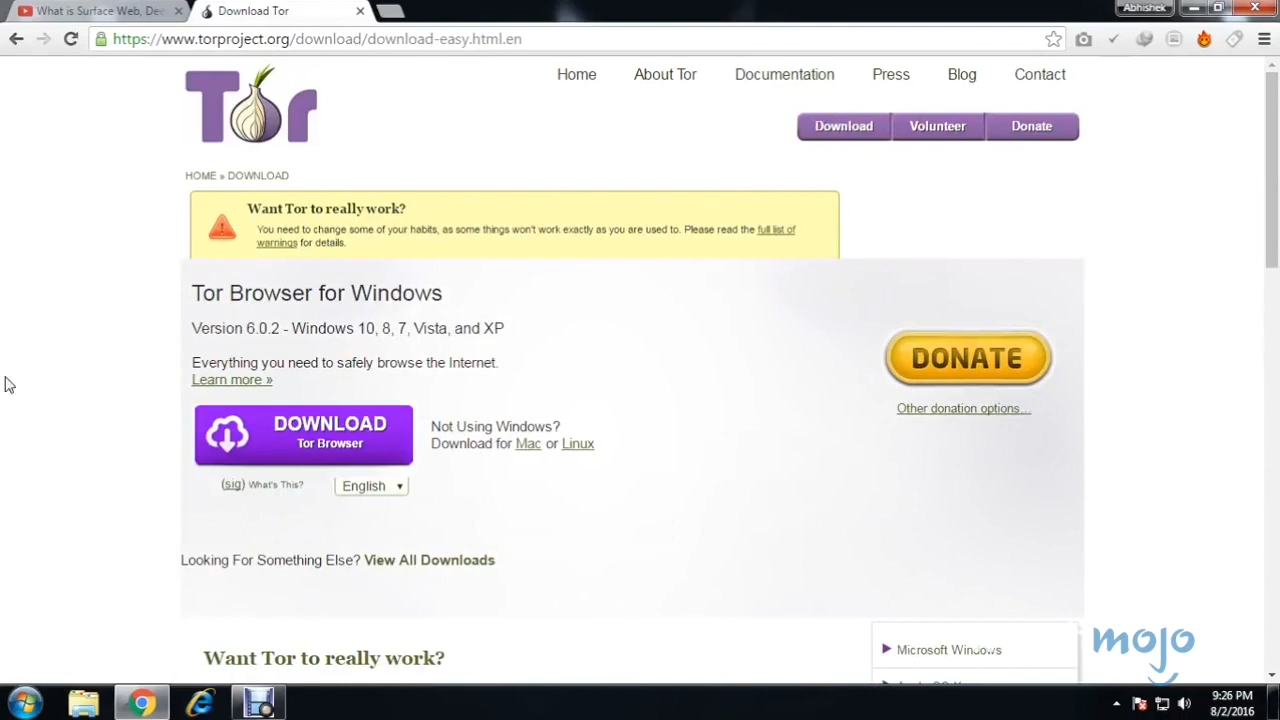 What is Surface Web, De
Download Tor
Abhishek
https://www.torproject.org/download/download-easy.html.en
Tor
Home
About Tor
Documentation
Press
Blog
Contact
Download
Volunteer
Donate
HOME » DOWNLOAD
Want Tor to really work?
You need to change some of your habits, as some things won't work exactly as you are used to. Please read the full list of
warnings for details.
Tor Browser for Windows
Version 6.0.2 - Windows 10, 8, 7, Vista, and XP
Everything you need to safely browse the Internet.
Learn more »
DOWNLOAD
Tor Browser
Not Using Windows?
Download for Mac or Linux
(sig) What's This?
English
DONATE
Other donation options...
Looking For Something Else? View All Downloads
Want Tor to really work?
Microsoft Windows
mojo
9:26 PM
8/2/2016